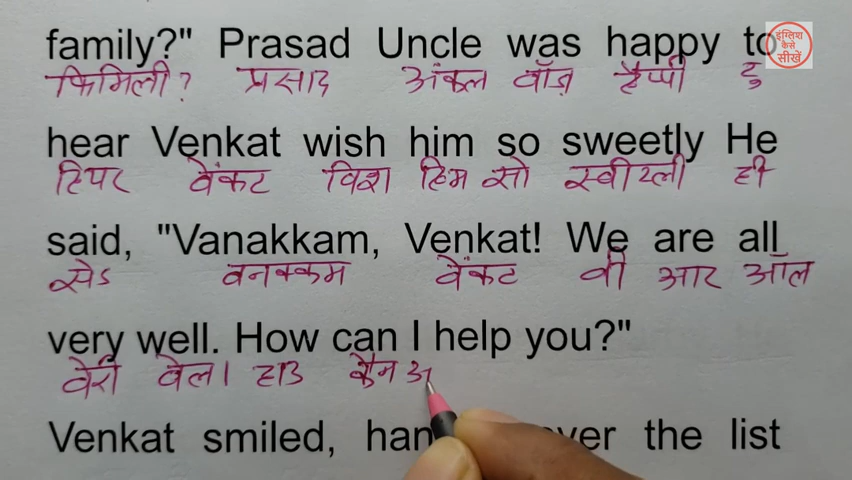 family?" Prasad Uncle was happy to
फिमिली? प्रसाद अंकल वॉज़ हैप्पी टु
इंग्लिश
कैसे
सीखें
hear Venkat wish him so sweetly He
हियर वेंकट विश हिम सो स्वीटली ही
said, "Vanakkam, Venkat! We are all
सेड वनक्कम वेंकट वी आर ऑल
very well. How can I help you?"
वेरी वेल। हाउ कैन अ
Venkat smiled, over the list